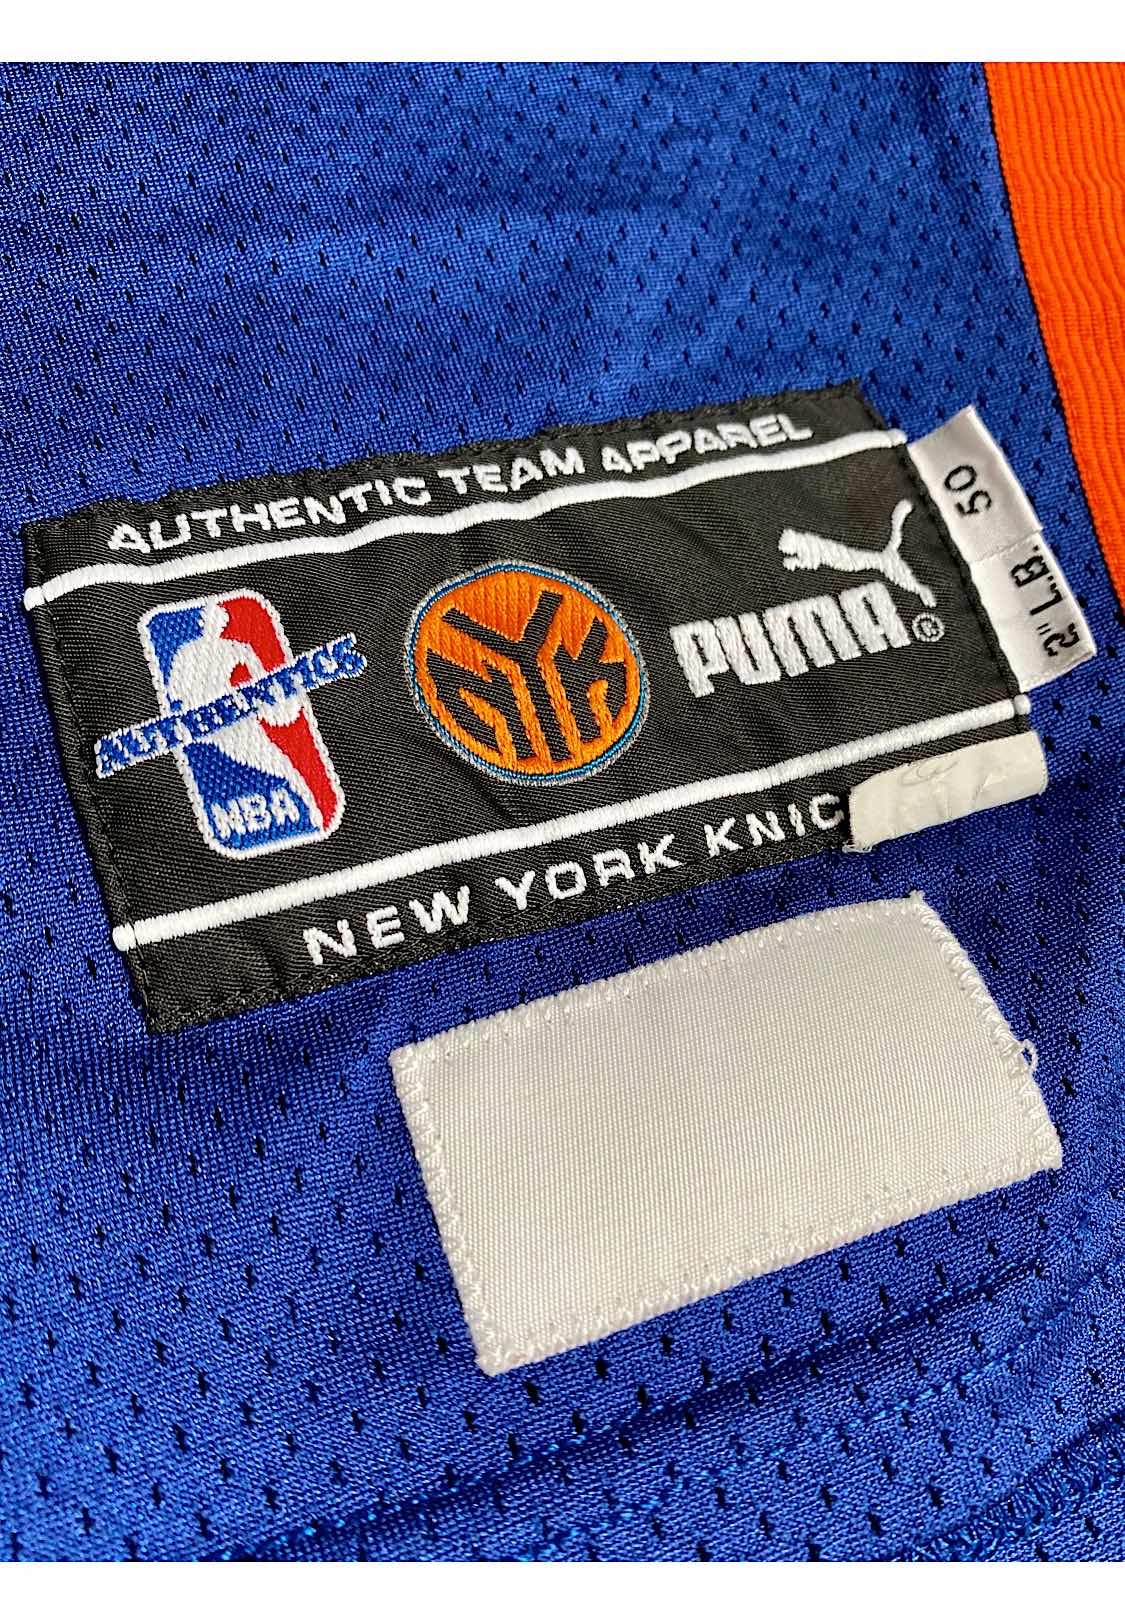 AUTHENTIC TEAM APPAREL
AUTHENTICS
NBA
NYK
PUMA®
50
2" L.B.
NEW YORK KNIC